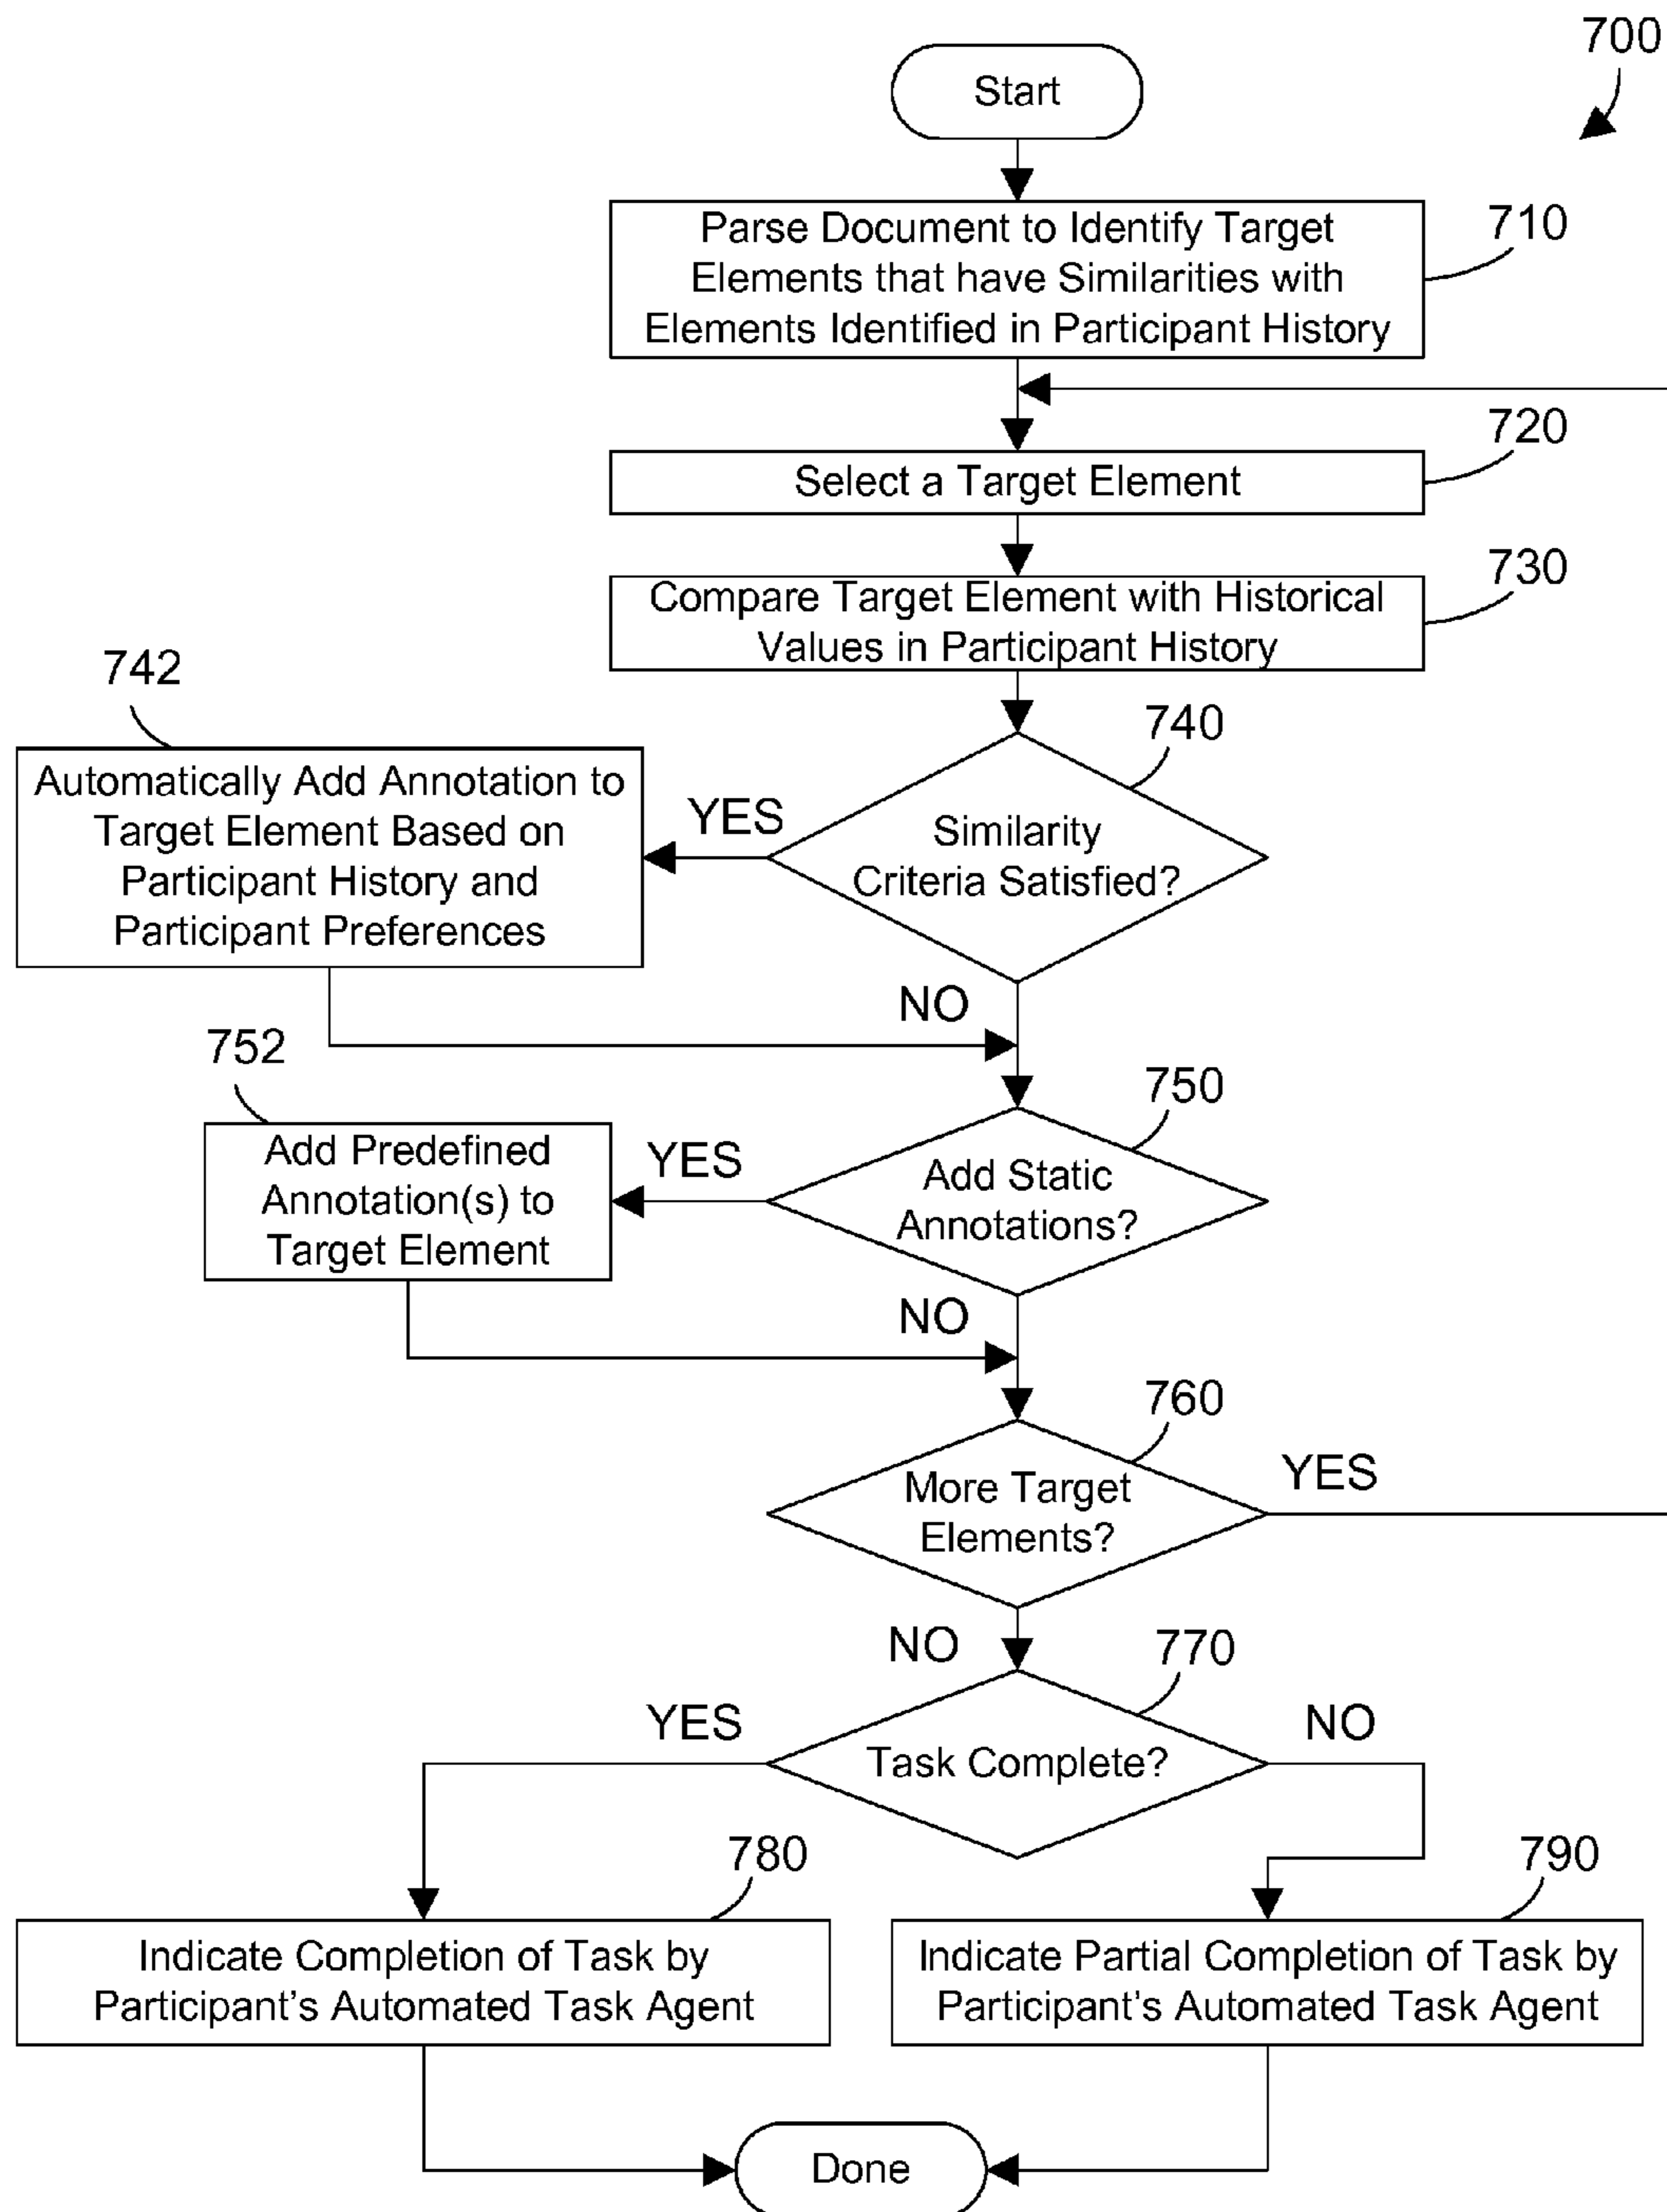 700
Start
Parse Document to Identify Target
Elements that have Similarities with
Elements Identified in Participant History
710
Select a Target Element
720
Compare Target Element with Historical
Values in Participant History
730
742
Automatically Add Annotation to
Target Element Based on
Participant History and
Participant Preferences
YES
740
Similarity
Criteria Satisfied?
NO
752
Add Predefined
Annotation(s) to
Target Element
YES
750
Add Static
Annotations?
NO
760
More Target
Elements?
YES
NO
770
YES
Task Complete?
NO
780
Indicate Completion of Task by
Participant's Automated Task Agent
790
Indicate Partial Completion of Task by
Participant's Automated Task Agent
Done